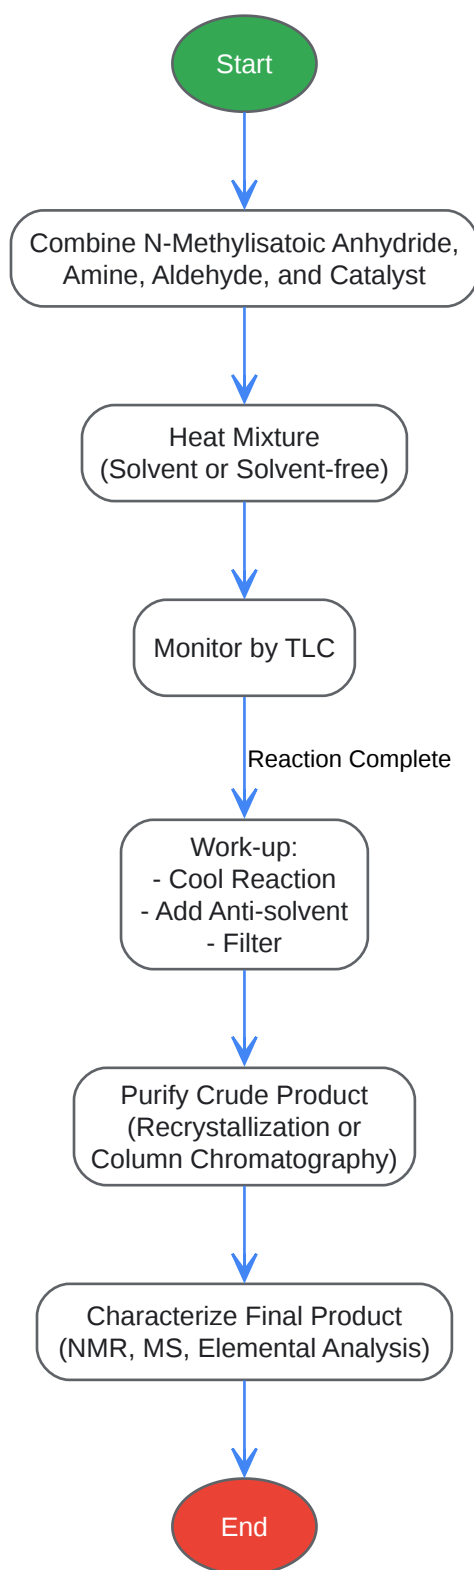 Start
Combine N-Methylisatoic Anhydride,
Amine, Aldehyde, and Catalyst
Heat Mixture
(Solvent or Solvent-free)
Monitor by TLC
Reaction Complete
Work-up:
- Cool Reaction
- Add Anti-solvent
- Filter
Purify Crude Product
(Recrystallization or
Column Chromatography)
Characterize Final Product
(NMR, MS, Elemental Analysis)
End